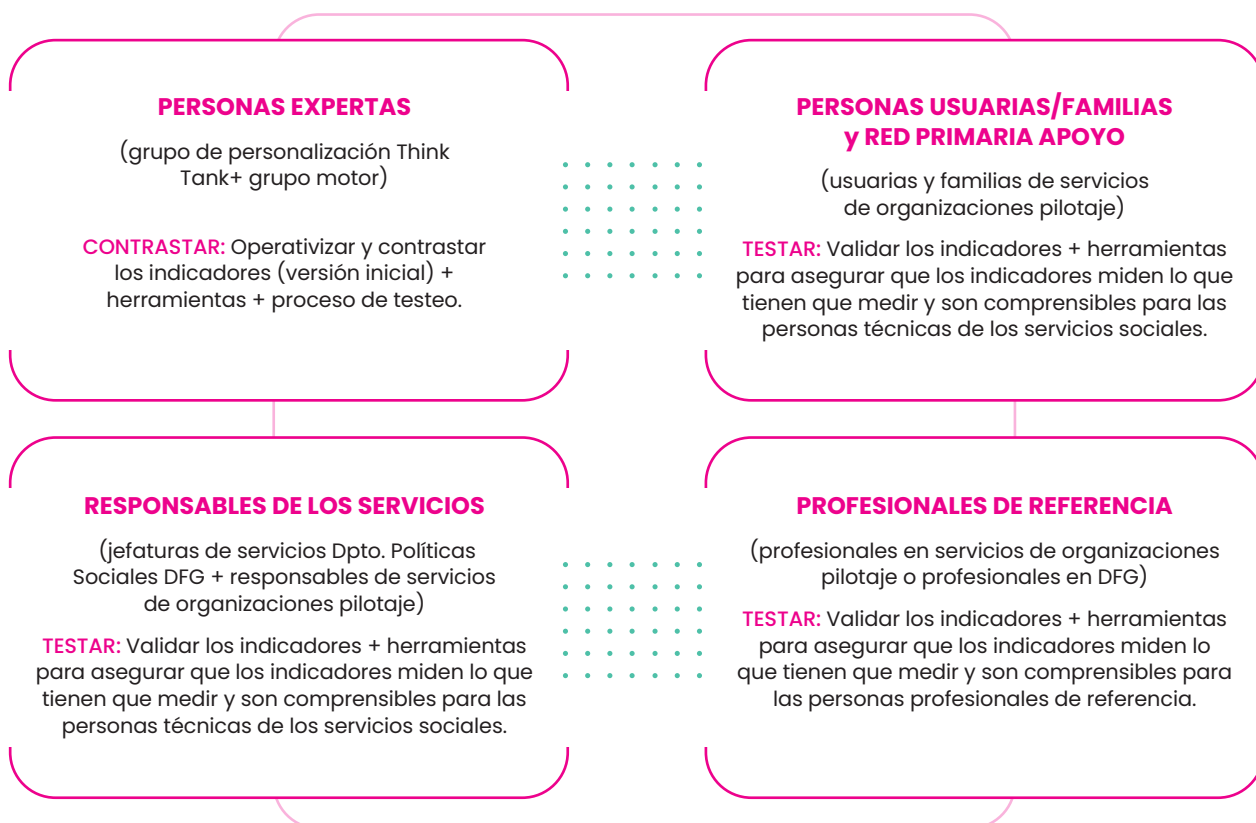 PERSONAS EXPERTAS
(grupo de personalización Think
Tank+ grupo motor)
CONTRASTAR: Operativizar y contrastar
los indicadores (versión inicial) +
herramientas + proceso de testeo.
PERSONAS USUARIAS/FAMILIAS
y RED PRIMARIA APOYO
(usuarias y familias de servicios
de organizaciones pilotaje)
TESTAR: Validar los indicadores + herramientas
para asegurar que los indicadores miden lo que
tienen que medir y son comprensibles para las
personas técnicas de los servicios sociales.
RESPONSABLES DE LOS SERVICIOS
(jefaturas de servicios Dpto. Políticas
Sociales DFG + responsables de servicios
de organizaciones pilotaje)
TESTAR: Validar los indicadores + herramientas
para asegurar que los indicadores miden lo que
tienen que medir y son comprensibles para las
personas técnicas de los servicios sociales.
PROFESIONALES DE REFERENCIA
(profesionales en servicios de organizaciones
pilotaje o profesionales en DFG)
TESTAR: Validar los indicadores + herramientas
para asegurar que los indicadores miden lo
que tienen que medir y son comprensibles para
las personas profesionales de referencia.